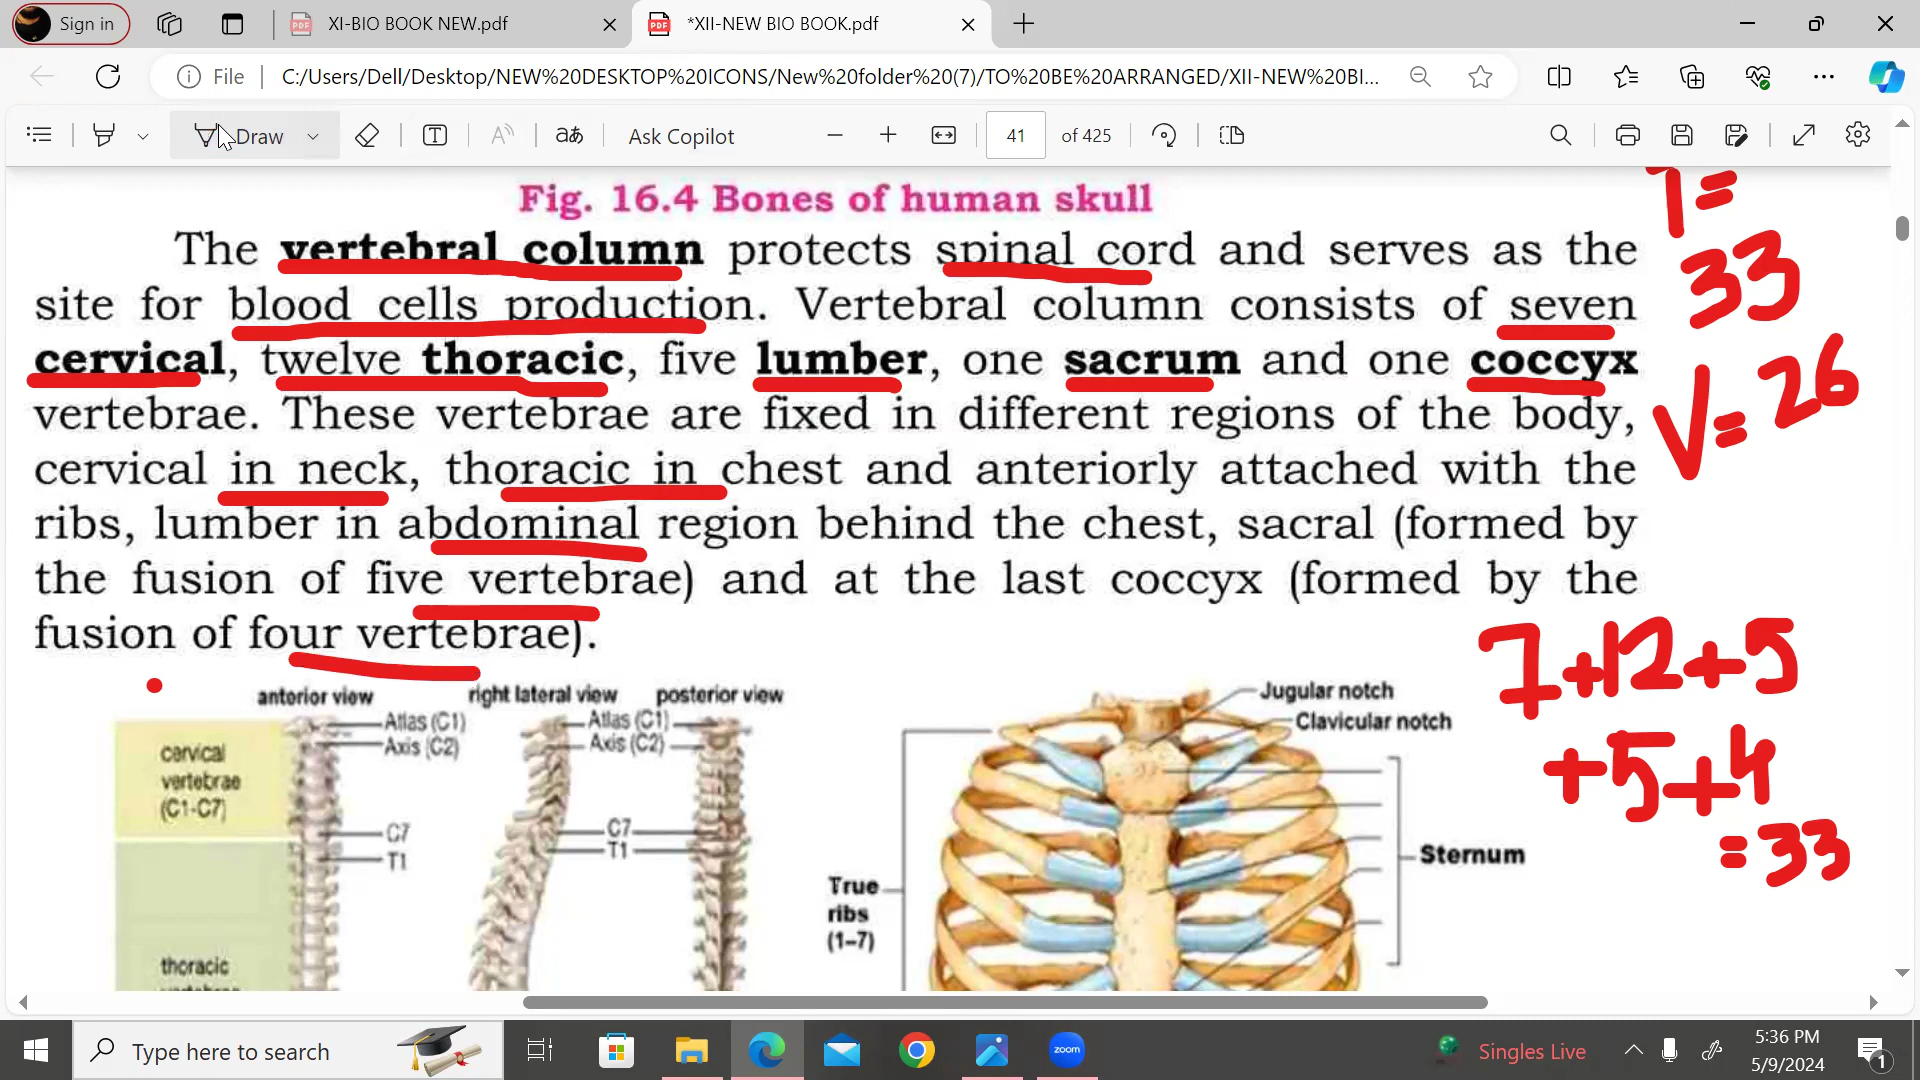 Sign in
XI-BIO BOOK NEW.pdf
*XII-NEW BIO BOOK.pdf
File
C:/Users/Dell/Desktop/NEW%20DESKTOP%20ICONS/New%20folder%20(7)/TO%20BE%20ARRANGED/XII-NEW%20BI...
Draw
aあ
Ask Copilot
41 of 425
Fig. 16.4 Bones of human skull
The vertebral column protects spinal cord and serves as the
site for blood cells production. Vertebral column consists of seven
cervical, twelve thoracic, five lumber, one sacrum and one coccyx
vertebrae. These vertebrae are fixed in different regions of the body,
cervical in neck, thoracic in chest and anteriorly attached with the
ribs, lumber in abdominal region behind the chest, sacral (formed by
the fusion of five vertebrae) and at the last coccyx (formed by the
fusion of four vertebrae).
T=
33
V=26
7+12+5
+5+4
=33
anterior view
right lateral view
posterior view
Atlas (C1)
Axis (C2)
Atlas (C1)
Axis (C2)
cervical
vertebrae
(C1-C7)
C7
T1
C7
T1
thoracic
Jugular notch
Clavicular notch
Sternum
True
ribs
(1–7)
Type here to search
zoom
Singles Live
5:36 PM
5/9/2024
1